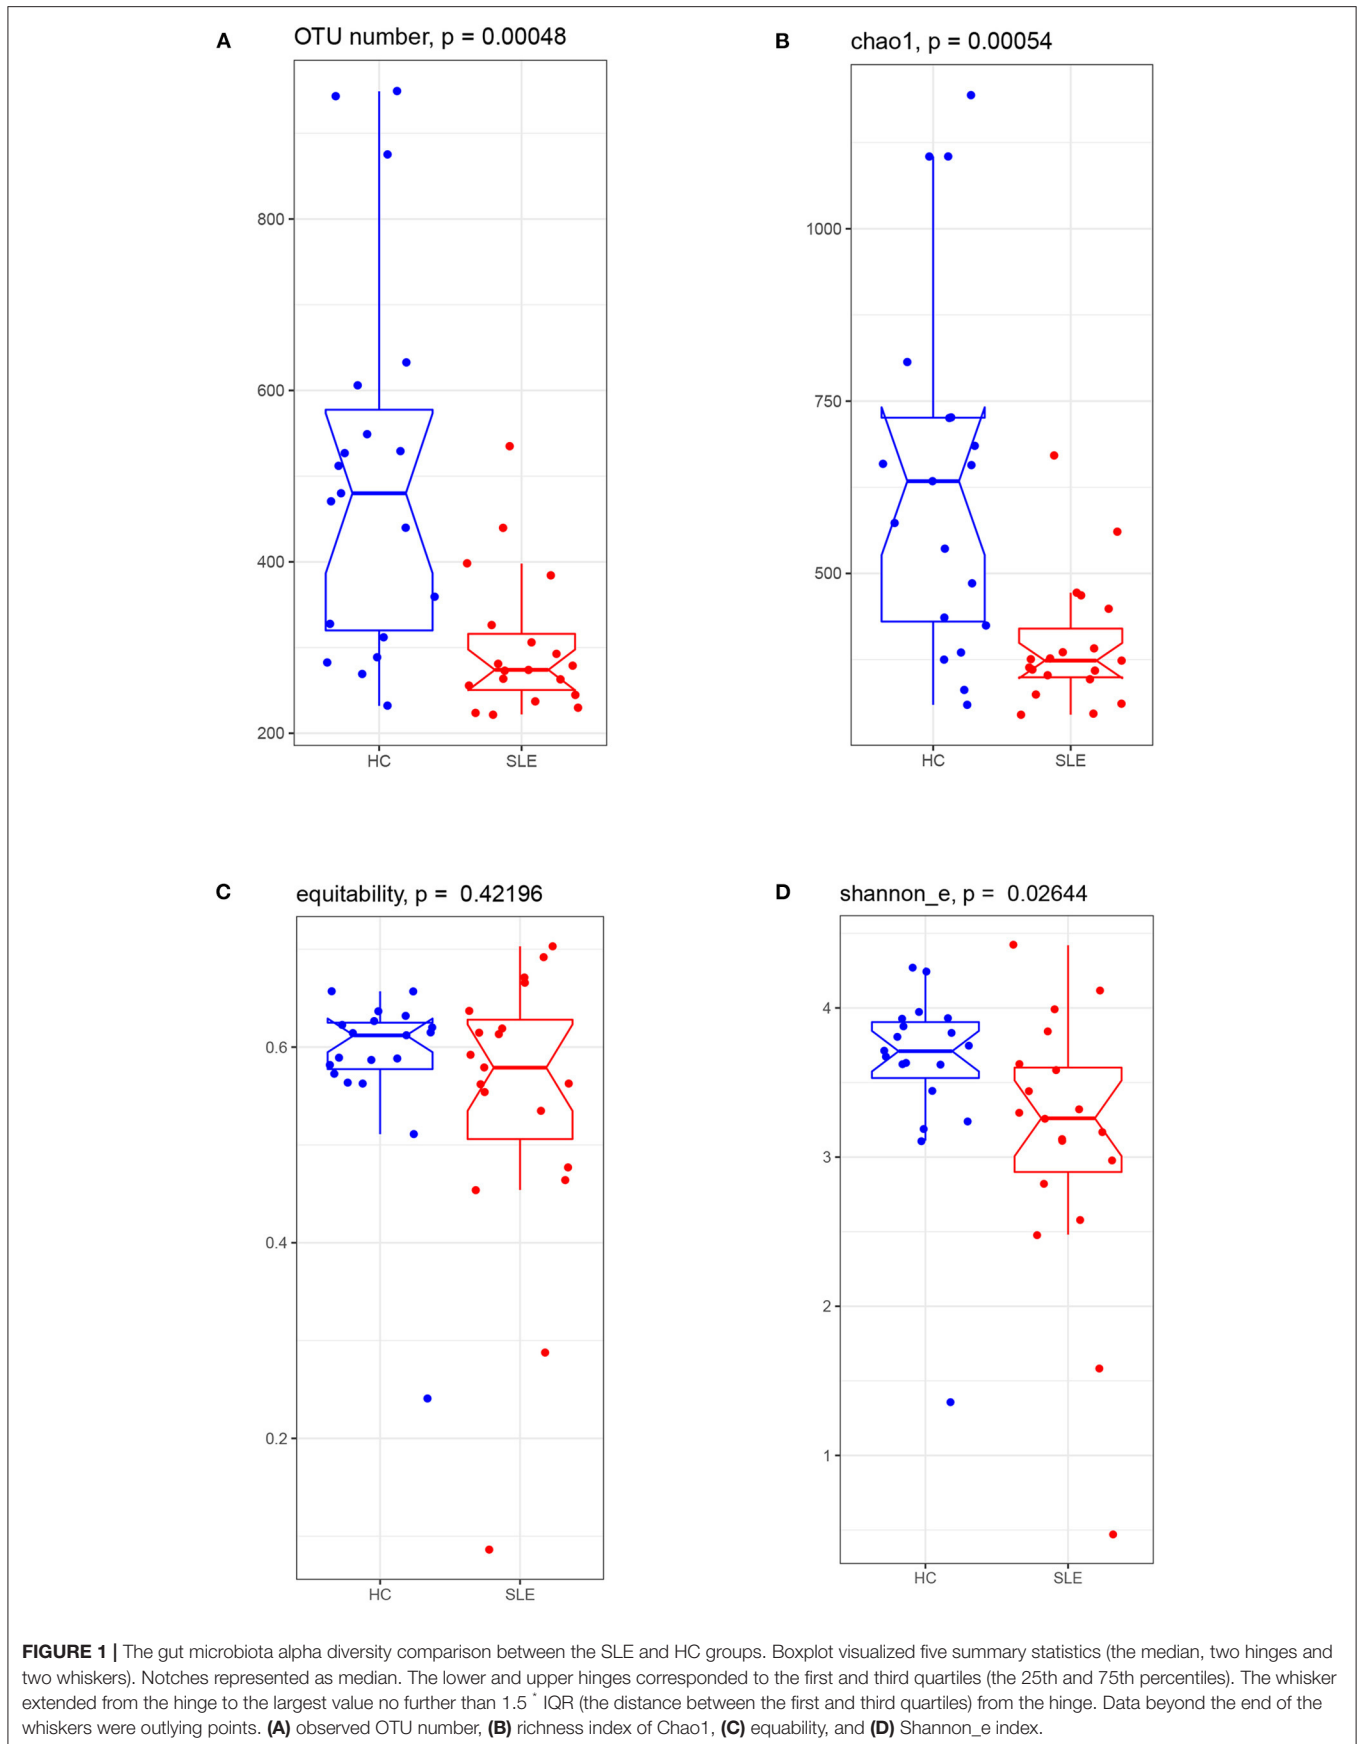 A
OTU number, p = 0.00048
800
600
400
200
HC
SLE
B
chao1, p = 0.00054
1000
750
500
HC
SLE
C
equitability, p =  0.42196
0.6
0.4
0.2
HC
SLE
D
shannon_e, p =  0.02644
4
3
2
1
HC
SLE
FIGURE 1 | The gut microbiota alpha diversity comparison between the SLE and HC groups. Boxplot visualized five summary statistics (the median, two hinges and
two whiskers). Notches represented as median. The lower and upper hinges corresponded to the first and third quartiles (the 25th and 75th percentiles). The whisker
extended from the hinge to the largest value no further than 1.5 * IQR (the distance between the first and third quartiles) from the hinge. Data beyond the end of the
whiskers were outlying points. (A) observed OTU number, (B) richness index of Chao1, (C) equability, and (D) Shannon_e index.